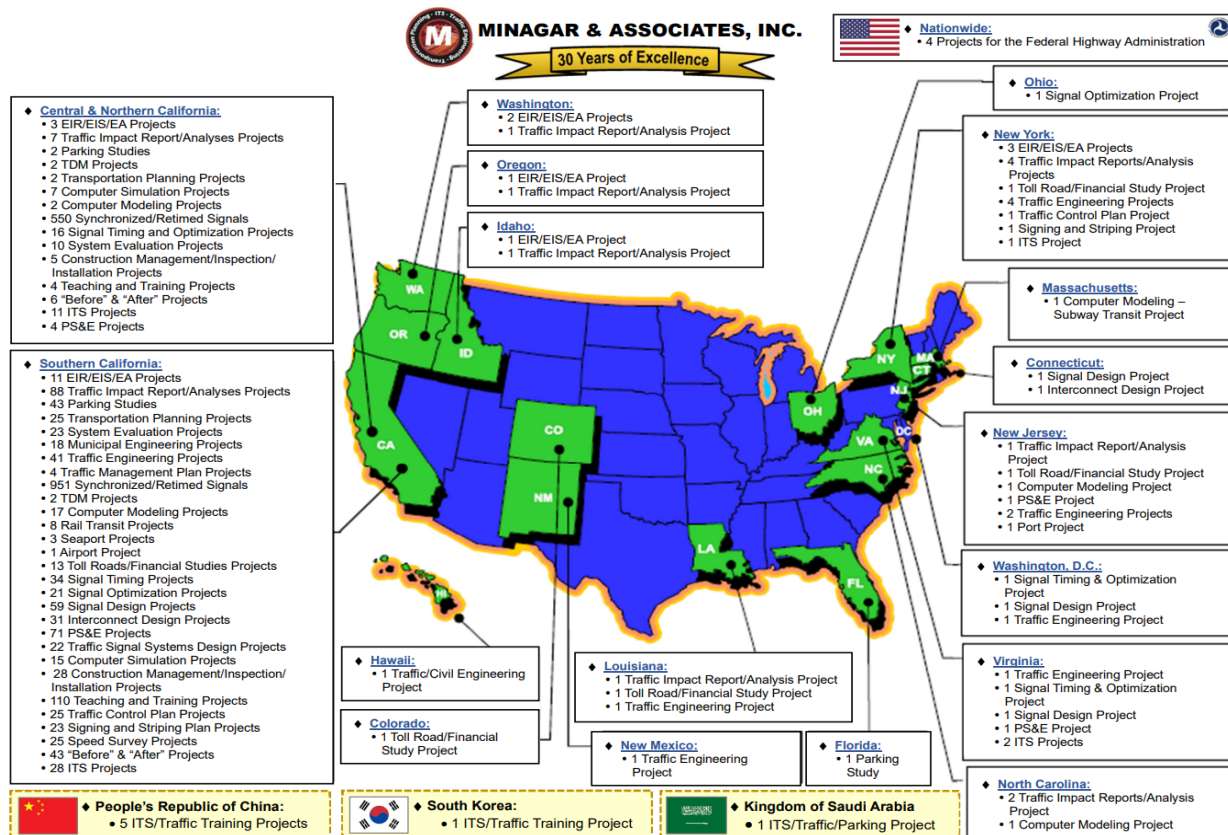 MINAGAR & ASSOCIATES, INC.
30 Years of Excellence
M
Transportation Planning - ITS - Traffic Engineering
♦ Nationwide:
• 4 Projects for the Federal Highway Administration
♦ Central & Northern California:
• 3 EIR/EIS/EA Projects
• 7 Traffic Impact Report/Analyses Projects
• 2 Parking Studies
• 2 TDM Projects
• 2 Transportation Planning Projects
• 7 Computer Simulation Projects
• 2 Computer Modeling Projects
• 550 Synchronized/Retimed Signals
• 16 Signal Timing and Optimization Projects
• 10 System Evaluation Projects
• 5 Construction Management/Inspection/
Installation Projects
• 4 Teaching and Training Projects
• 6 “Before” & “After” Projects
• 11 ITS Projects
• 4 PS&E Projects
♦ Southern California:
• 11 EIR/EIS/EA Projects
• 88 Traffic Impact Report/Analyses Projects
• 43 Parking Studies
• 25 Transportation Planning Projects
• 23 System Evaluation Projects
• 18 Municipal Engineering Projects
• 41 Traffic Engineering Projects
• 4 Traffic Management Plan Projects
• 951 Synchronized/Retimed Signals
• 2 TDM Projects
• 17 Computer Modeling Projects
• 8 Rail Transit Projects
• 3 Seaport Projects
• 1 Airport Project
• 13 Toll Roads/Financial Studies Projects
• 34 Signal Timing Projects
• 21 Signal Optimization Projects
• 59 Signal Design Projects
• 31 Interconnect Design Projects
• 71 PS&E Projects
• 22 Traffic Signal Systems Design Projects
• 15 Computer Simulation Projects
• 28 Construction Management/Inspection/
Installation Projects
• 110 Teaching and Training Projects
• 25 Traffic Control Plan Projects
• 23 Signing and Striping Plan Projects
• 25 Speed Survey Projects
• 43 “Before” & “After” Projects
• 28 ITS Projects
♦ Washington:
• 2 EIR/EIS/EA Projects
• 1 Traffic Impact Report/Analysis Project
♦ Oregon:
• 1 EIR/EIS/EA Project
• 1 Traffic Impact Report/Analysis Project
♦ Idaho:
• 1 EIR/EIS/EA Project
• 1 Traffic Impact Report/Analysis Project
♦ Ohio:
• 1 Signal Optimization Project
♦ New York:
• 3 EIR/EIS/EA Projects
• 4 Traffic Impact Reports/Analysis
Projects
• 1 Toll Road/Financial Study Project
• 4 Traffic Engineering Projects
• 1 Traffic Control Plan Project
• 1 Signing and Striping Project
• 1 ITS Project
♦ Massachusetts:
• 1 Computer Modeling –
Subway Transit Project
♦ Connecticut:
• 1 Signal Design Project
• 1 Interconnect Design Project
♦ New Jersey:
• 1 Traffic Impact Report/Analysis
Project
• 1 Toll Road/Financial Study Project
• 1 Computer Modeling Project
• 1 PS&E Project
• 2 Traffic Engineering Projects
• 1 Port Project
♦ Washington, D.C.:
• 1 Signal Timing & Optimization
Project
• 1 Signal Design Project
• 1 Traffic Engineering Project
♦ Virginia:
• 1 Traffic Engineering Project
• 1 Signal Timing & Optimization
Project
• 1 Signal Design Project
• 1 PS&E Project
• 2 ITS Projects
♦ North Carolina:
• 2 Traffic Impact Reports/Analysis
Project
• 1 Computer Modeling Project
WA
OR
ID
CA
CO
NM
HI
LA
FL
OH
NY
MA
CT
NJ
DC
VA
NC
♦ Hawaii:
• 1 Traffic/Civil Engineering
Project
♦ Colorado:
• 1 Toll Road/Financial
Study Project
♦ Louisiana:
• 1 Traffic Impact Report/Analysis Project
• 1 Toll Road/Financial Study Project
• 1 Traffic Engineering Project
♦ New Mexico:
• 1 Traffic Engineering
Project
♦ Florida:
• 1 Parking
Study
♦ People’s Republic of China:
• 5 ITS/Traffic Training Projects
♦ South Korea:
• 1 ITS/Traffic Training Project
♦ Kingdom of Saudi Arabia
• 1 ITS/Traffic/Parking Project